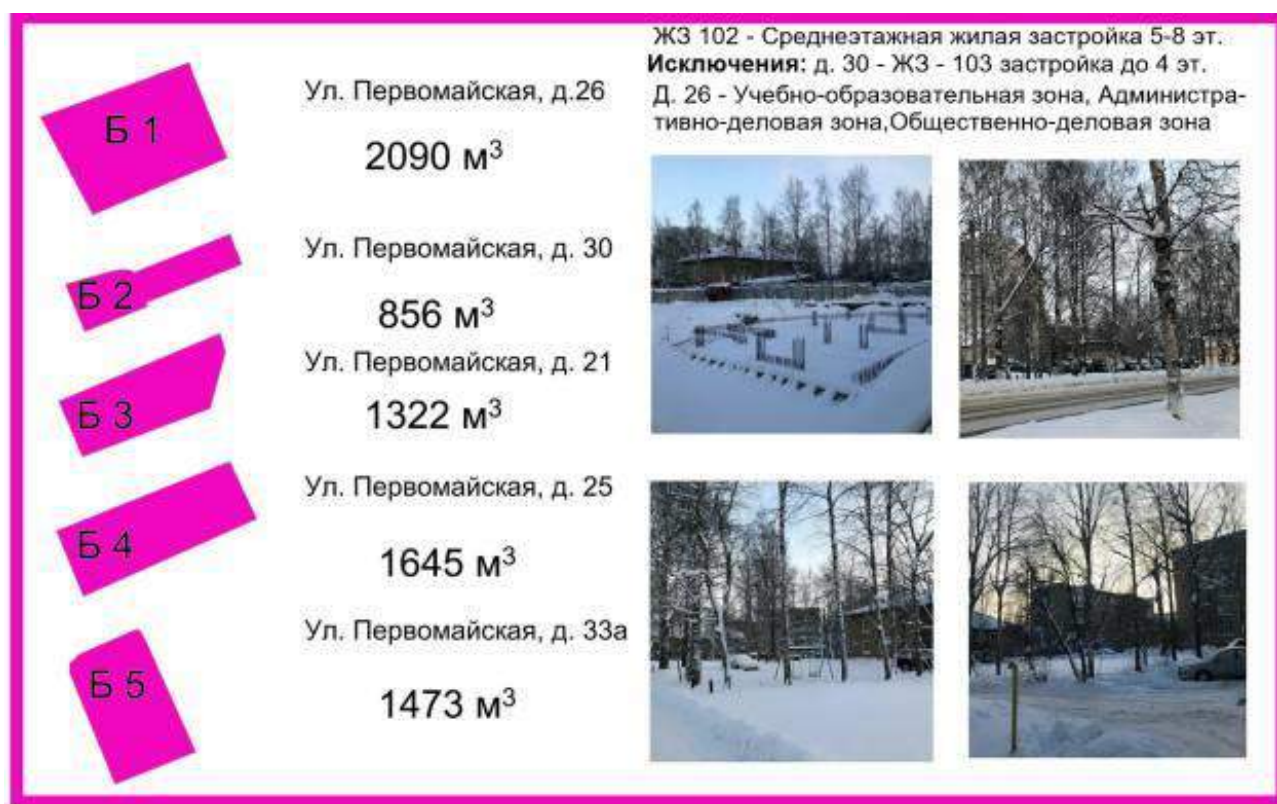 ЖЗ 102 - Среднеэтажная жилая застройка 5-8 эт.
Исключения: д. 30 - ЖЗ - 103 застройка до 4 эт.
Д. 26 - Учебно-образовательная зона, Администра-
тивно-деловая зона,Общественно-деловая зона
Б 1
Ул. Первомайская, д.26
2090 м³
Б 2
Ул. Первомайская, д. 30
856 м³
Б 3
Ул. Первомайская, д. 21
1322 м³
Б 4
Ул. Первомайская, д. 25
1645 м³
Б 5
Ул. Первомайская, д. 33а
1473 м³